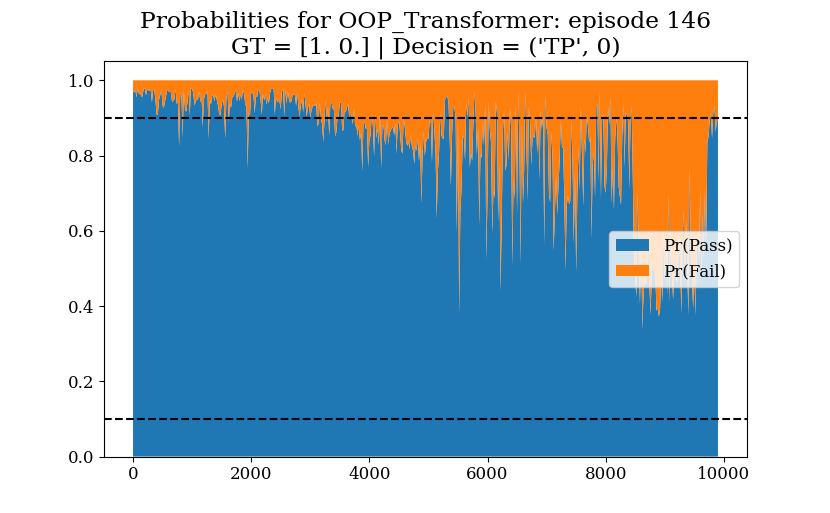 Probabilities for OOP_Transformer: episode 146
GT = [1. 0.] | Decision = ('TP', 0)
1.0
0.8
0.6
0.4
0.2
0.0
Pr(Pass)
Pr(Fail)
0 2000 4000 6000 8000 10000